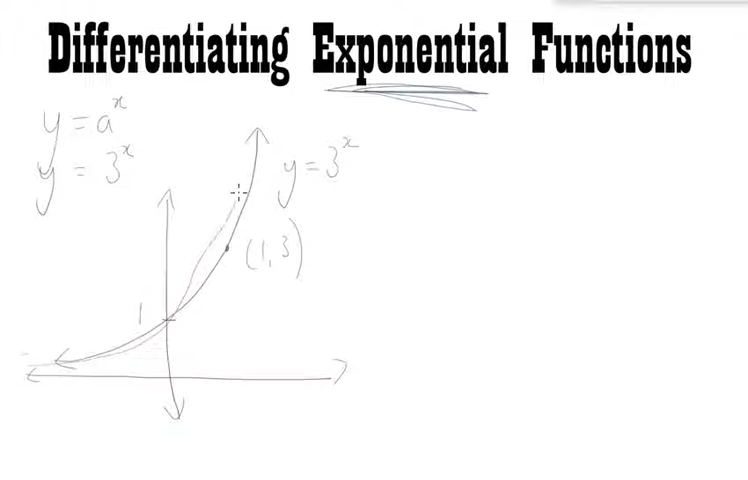 Differentiating Exponential Functions
y = a^x
y = 3^x
y = 3^x
(1, 3)
1